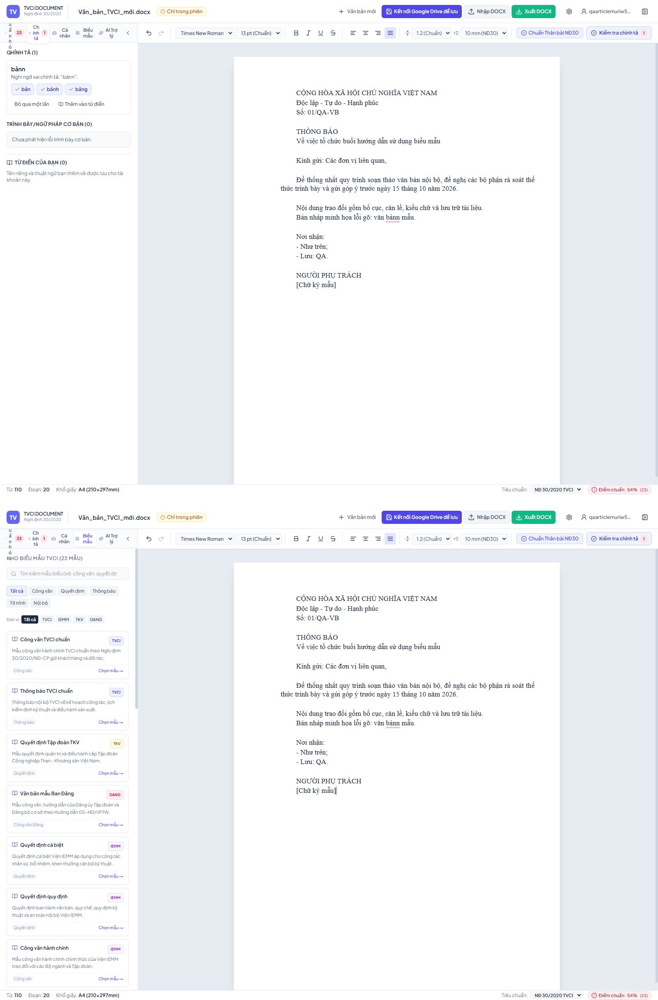 TV TVCI DOCUMENT
Nghị định 30/2020
Văn_bản_TVCI_mới.docx
Chỉ trong phiên
Văn bản mới
Kết nối Google Drive để lưu
Nhập DOCX
Xuất DOCX
qaarticlemuriw5...
23
Chính tả 1
Cá nhân
Biểu mẫu
AI Trợ lý
Times New Roman
13 pt (Chuẩn)
B I U S
1.2 (Chuẩn)
10 mm (NĐ30)
Chuẩn Thân bài NĐ30
Kiểm tra chính tả 1
CHÍNH TẢ (1)
bảnn
Nghi ngờ sai chính tả: "bảnn".
bản
bảnh
bảng
Bỏ qua một lần
Thêm vào từ điển
TRÌNH BÀY/NGỮ PHÁP CƠ BẢN (0)
Chưa phát hiện lỗi trình bày cơ bản.
TỪ ĐIỂN CỦA BẠN (0)
Tên riêng và thuật ngữ bạn thêm sẽ được lưu cho tài
khoản này.
CỘNG HÒA XÃ HỘI CHỦ NGHĨA VIỆT NAM
Độc lập - Tự do - Hạnh phúc
Số: 01/QA-VB
THÔNG BÁO
Về việc tổ chức buổi hướng dẫn sử dụng biểu mẫu
Kính gửi: Các đơn vị liên quan,
Để thống nhất quy trình soạn thảo văn bản nội bộ, đề nghị các bộ phận rà soát thể
thức trình bày và gửi góp ý trước ngày 15 tháng 10 năm 2026.
Nội dung trao đổi gồm bố cục, căn lề, kiểu chữ và lưu trữ tài liệu.
Bản nháp minh họa lỗi gõ: văn bảnn mẫu.
Nơi nhận:
- Như trên;
- Lưu: QA.
NGƯỜI PHỤ TRÁCH
[Chữ ký mẫu]
Từ: 110
Đoạn: 20
Khổ giấy: A4 (210×297mm)
Tiêu chuẩn: NĐ 30/2020 TVCI
Điểm chuẩn: 54% (23)
TV TVCI DOCUMENT
Nghị định 30/2020
Văn_bản_TVCI_mới.docx
Chỉ trong phiên
Văn bản mới
Kết nối Google Drive để lưu
Nhập DOCX
Xuất DOCX
qaarticlemuriw5...
23
Chính tả 1
Cá nhân
Biểu mẫu
AI Trợ lý
Times New Roman
13 pt (Chuẩn)
B I U S
1.2 (Chuẩn)
10 mm (NĐ30)
Chuẩn Thân bài NĐ30
Kiểm tra chính tả 1
KHO BIỂU MẪU TVCI (22 MẪU)
Tìm kiếm mẫu biểu (vd: công văn, quyết địr
Tất cả
Công văn
Quyết định
Thông báo
Tờ trình
Nội bộ
Đơn vị: Tất cả TVCI IEMM TKV DANG
Công văn TVCI chuẩn
TVCI
Mẫu công văn hành chính TVCI chuẩn theo Nghị định
30/2020/NĐ-CP gửi khách hàng và đối tác.
Công văn
Chọn mẫu →
Thông báo TVCI chuẩn
TVCI
Thông báo nội bộ TVCI về kế hoạch công tác, lịch
kiểm định kỹ thuật và điều hành sản xuất.
Thông báo
Chọn mẫu →
Quyết định Tập đoàn TKV
TKV
Mẫu quyết định quản trị và điều hành cấp Tập đoàn
Công nghiệp Than - Khoáng sản Việt Nam.
Quyết định
Chọn mẫu →
Văn bản mẫu Ban Đảng
DANG
Mẫu công văn, hướng dẫn của Đảng ủy Tập đoàn và
Đảng bộ cơ sở theo Hướng dẫn 05-HD/VPTW.
Công văn Đảng
Chọn mẫu →
Quyết định cá biệt
IEMM
Quyết định cá biệt Viện IEMM áp dụng cho công tác
nhân sự, bổ nhiệm, khen thưởng cán bộ kỹ thuật.
Quyết định
Chọn mẫu →
Quyết định quy định
IEMM
Quyết định ban hành văn bản, quy chế, quy định kỹ
thuật và an toàn nội bộ Viện IEMM.
Quyết định
Chọn mẫu →
Công văn hành chính
IEMM
Mẫu công văn hành chính chính thức của Viện IEMM
trao đổi với các Bộ ngành và Tập đoàn.
Công văn
Chọn mẫu →
CỘNG HÒA XÃ HỘI CHỦ NGHĨA VIỆT NAM
Độc lập - Tự do - Hạnh phúc
Số: 01/QA-VB
THÔNG BÁO
Về việc tổ chức buổi hướng dẫn sử dụng biểu mẫu
Kính gửi: Các đơn vị liên quan,
Để thống nhất quy trình soạn thảo văn bản nội bộ, đề nghị các bộ phận rà soát thể
thức trình bày và gửi góp ý trước ngày 15 tháng 10 năm 2026.
Nội dung trao đổi gồm bố cục, căn lề, kiểu chữ và lưu trữ tài liệu.
Bản nháp minh họa lỗi gõ: văn bảnn mẫu.
Nơi nhận:
- Như trên;
- Lưu: QA.
NGƯỜI PHỤ TRÁCH
[Chữ ký mẫu]
Từ: 110
Đoạn: 20
Khổ giấy: A4 (210×297mm)
Tiêu chuẩn: NĐ 30/2020 TVCI
Điểm chuẩn: 54% (23)